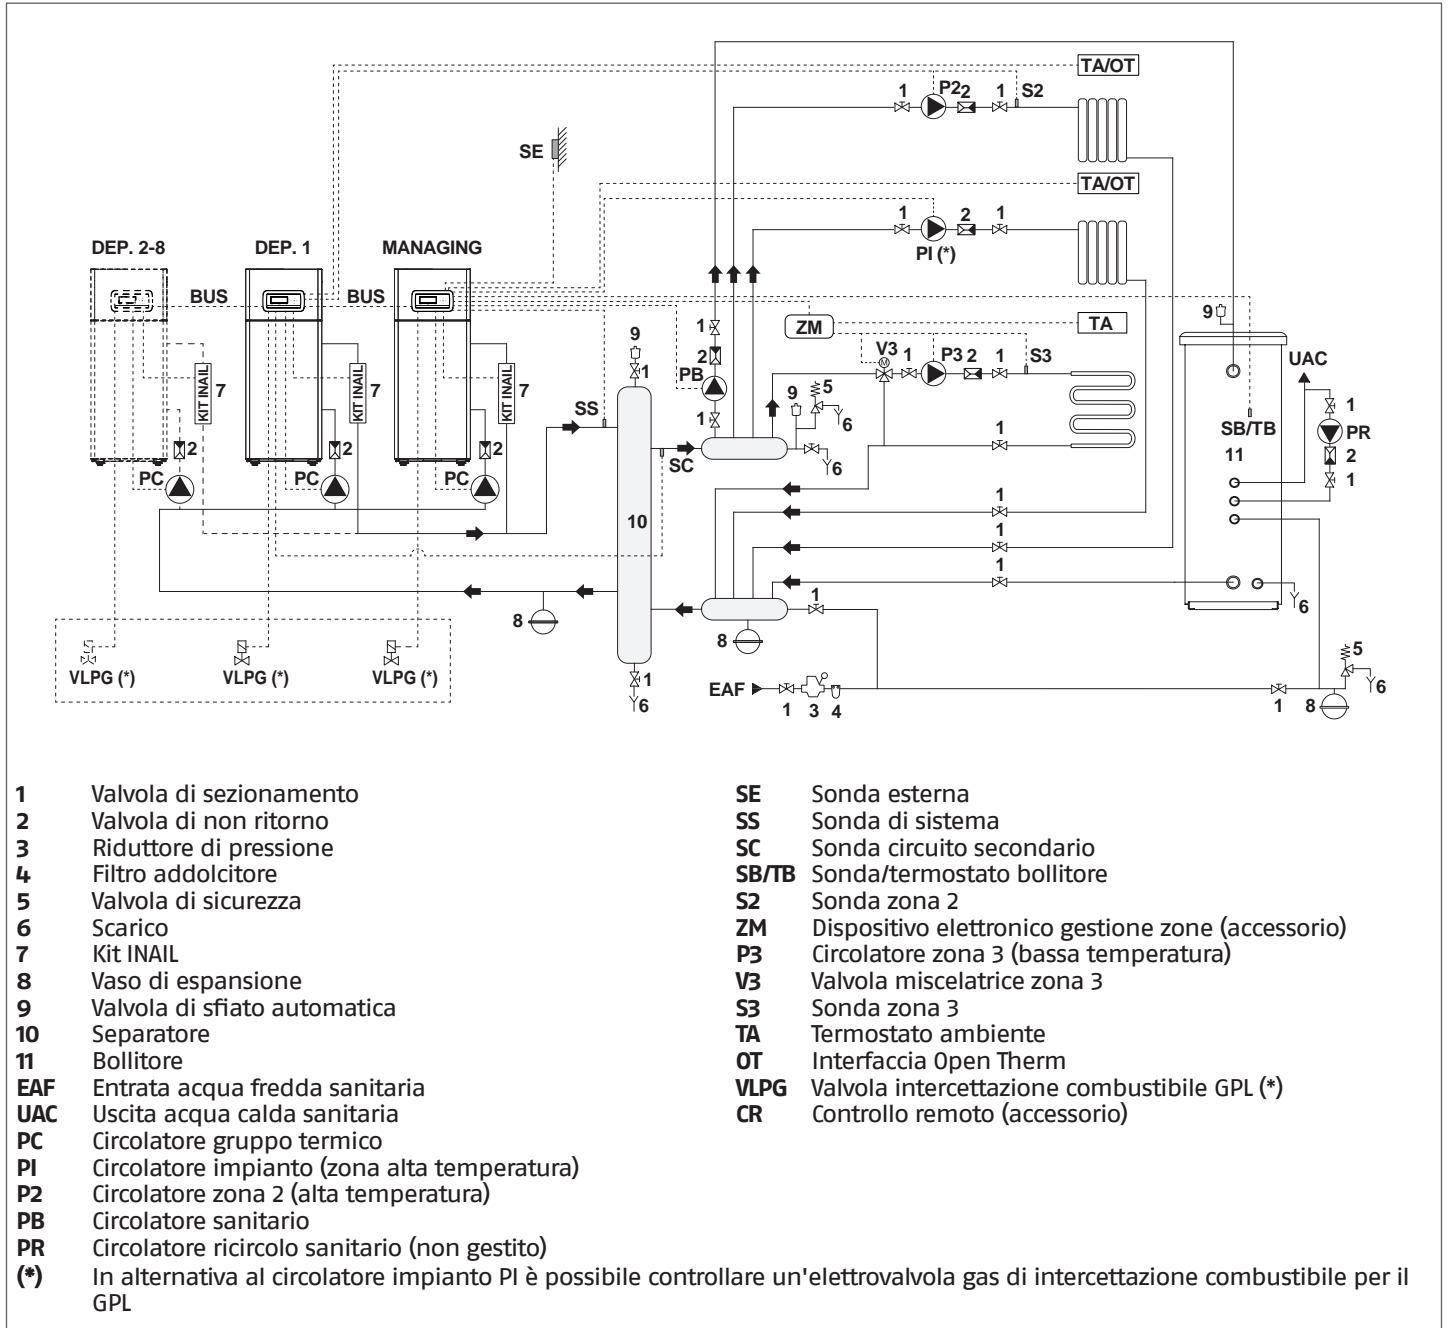 TA/OT
1 P2 2 1 S2
SE
TA/OT
1 2 1
PI (*)
DEP. 2-8 DEP. 1 MANAGING
BUS BUS
9
1
ZM
TA
9
1
2
PB
1
V3 1 P3 2 1 S3
UAC
KIT INAIL 7 KIT INAIL 7 KIT INAIL 7
SS
9 5
6
1
SB/TB
11
1
PR
2
1
2 2 2
SC
6
PC PC PC
10
1
1
1
1
6
8
8
5
VLPG (*) VLPG (*) VLPG (*)
1
6
EAF
1 3 4
1 8
6
1 Valvola di sezionamento
2 Valvola di non ritorno
3 Riduttore di pressione
4 Filtro addolcitore
5 Valvola di sicurezza
6 Scarico
7 Kit INAIL
8 Vaso di espansione
9 Valvola di sfiato automatica
10 Separatore
11 Bollitore
EAF Entrata acqua fredda sanitaria
UAC Uscita acqua calda sanitaria
PC Circolatore gruppo termico
PI Circolatore impianto (zona alta temperatura)
P2 Circolatore zona 2 (alta temperatura)
PB Circolatore sanitario
PR Circolatore ricircolo sanitario (non gestito)
(*) In alternativa al circolatore impianto PI è possibile controllare un'elettrovalvola gas di intercettazione combustibile per il
GPL
SE Sonda esterna
SS Sonda di sistema
SC Sonda circuito secondario
SB/TB Sonda/termostato bollitore
S2 Sonda zona 2
ZM Dispositivo elettronico gestione zone (accessorio)
P3 Circolatore zona 3 (bassa temperatura)
V3 Valvola miscelatrice zona 3
S3 Sonda zona 3
TA Termostato ambiente
OT Interfaccia Open Therm
VLPG Valvola intercettazione combustibile GPL (*)
CR Controllo remoto (accessorio)